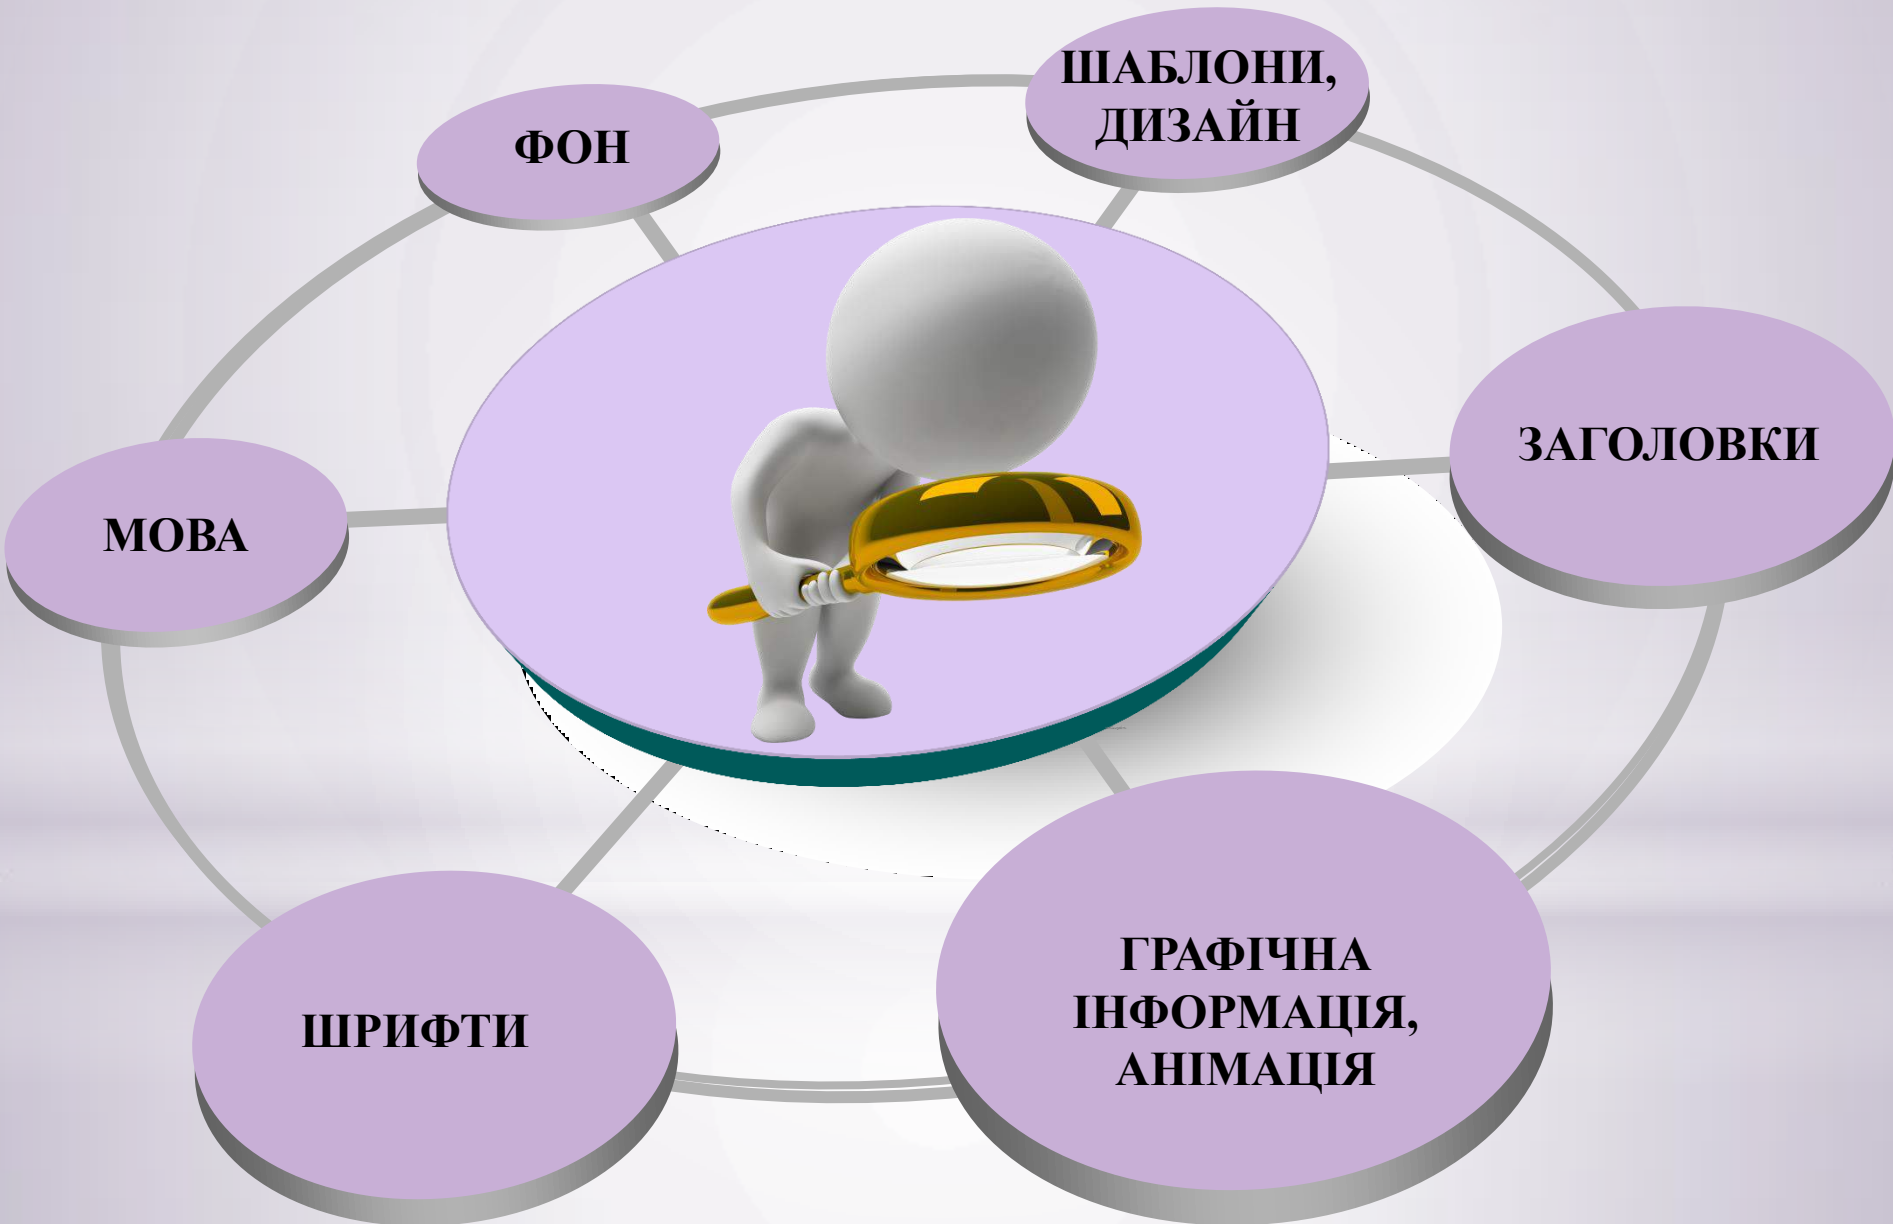 ШАБЛОНИ,
ДИЗАЙН
ФОН
ЗАГОЛОВКИ
МОВА
ГРАФІЧНА
ІНФОРМАЦІЯ,
АНІМАЦІЯ
ШРИФТИ